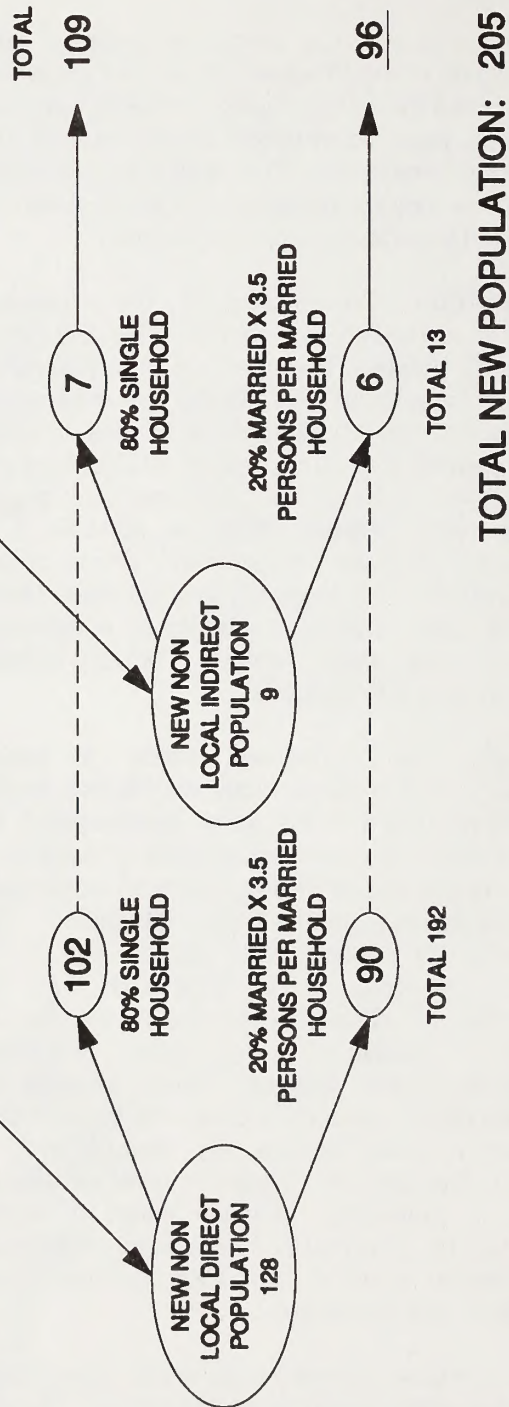 TOTAL
102
7
109
80% SINGLE
HOUSEHOLD
80% SINGLE
HOUSEHOLD
NEW NON
LOCAL DIRECT
POPULATION
128
NEW NON
LOCAL INDIRECT
POPULATION
9
20% MARRIED X 3.5
PERSONS PER MARRIED
HOUSEHOLD
20% MARRIED X 3.5
PERSONS PER MARRIED
HOUSEHOLD
90
6
96
TOTAL 192
TOTAL 13
TOTAL NEW POPULATION: 205